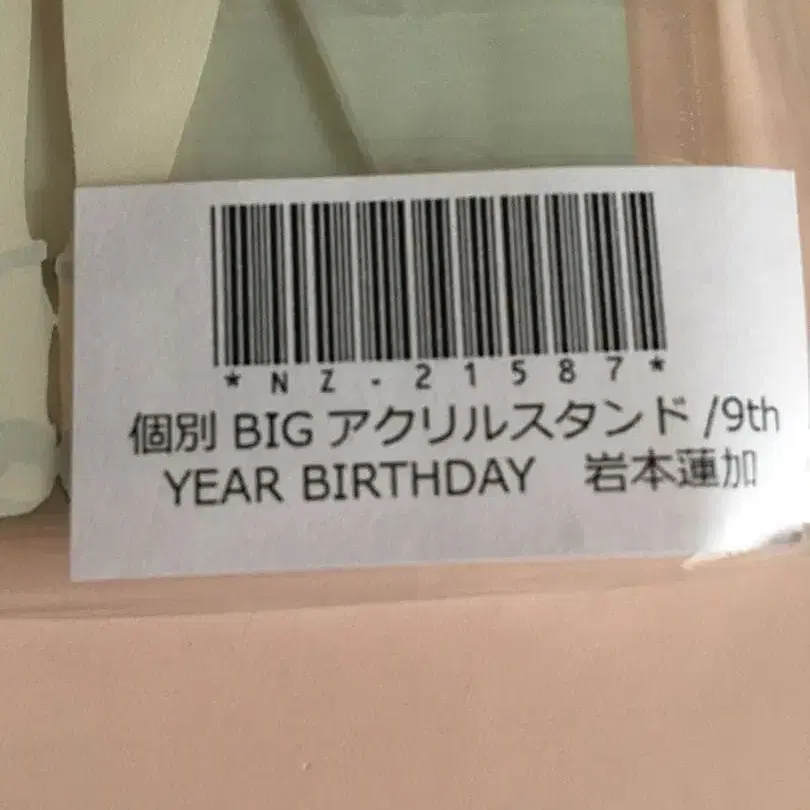 *NZ-21587*
個別 BIG アクリルスタンド /9th
YEAR BIRTHDAY　岩本蓮加